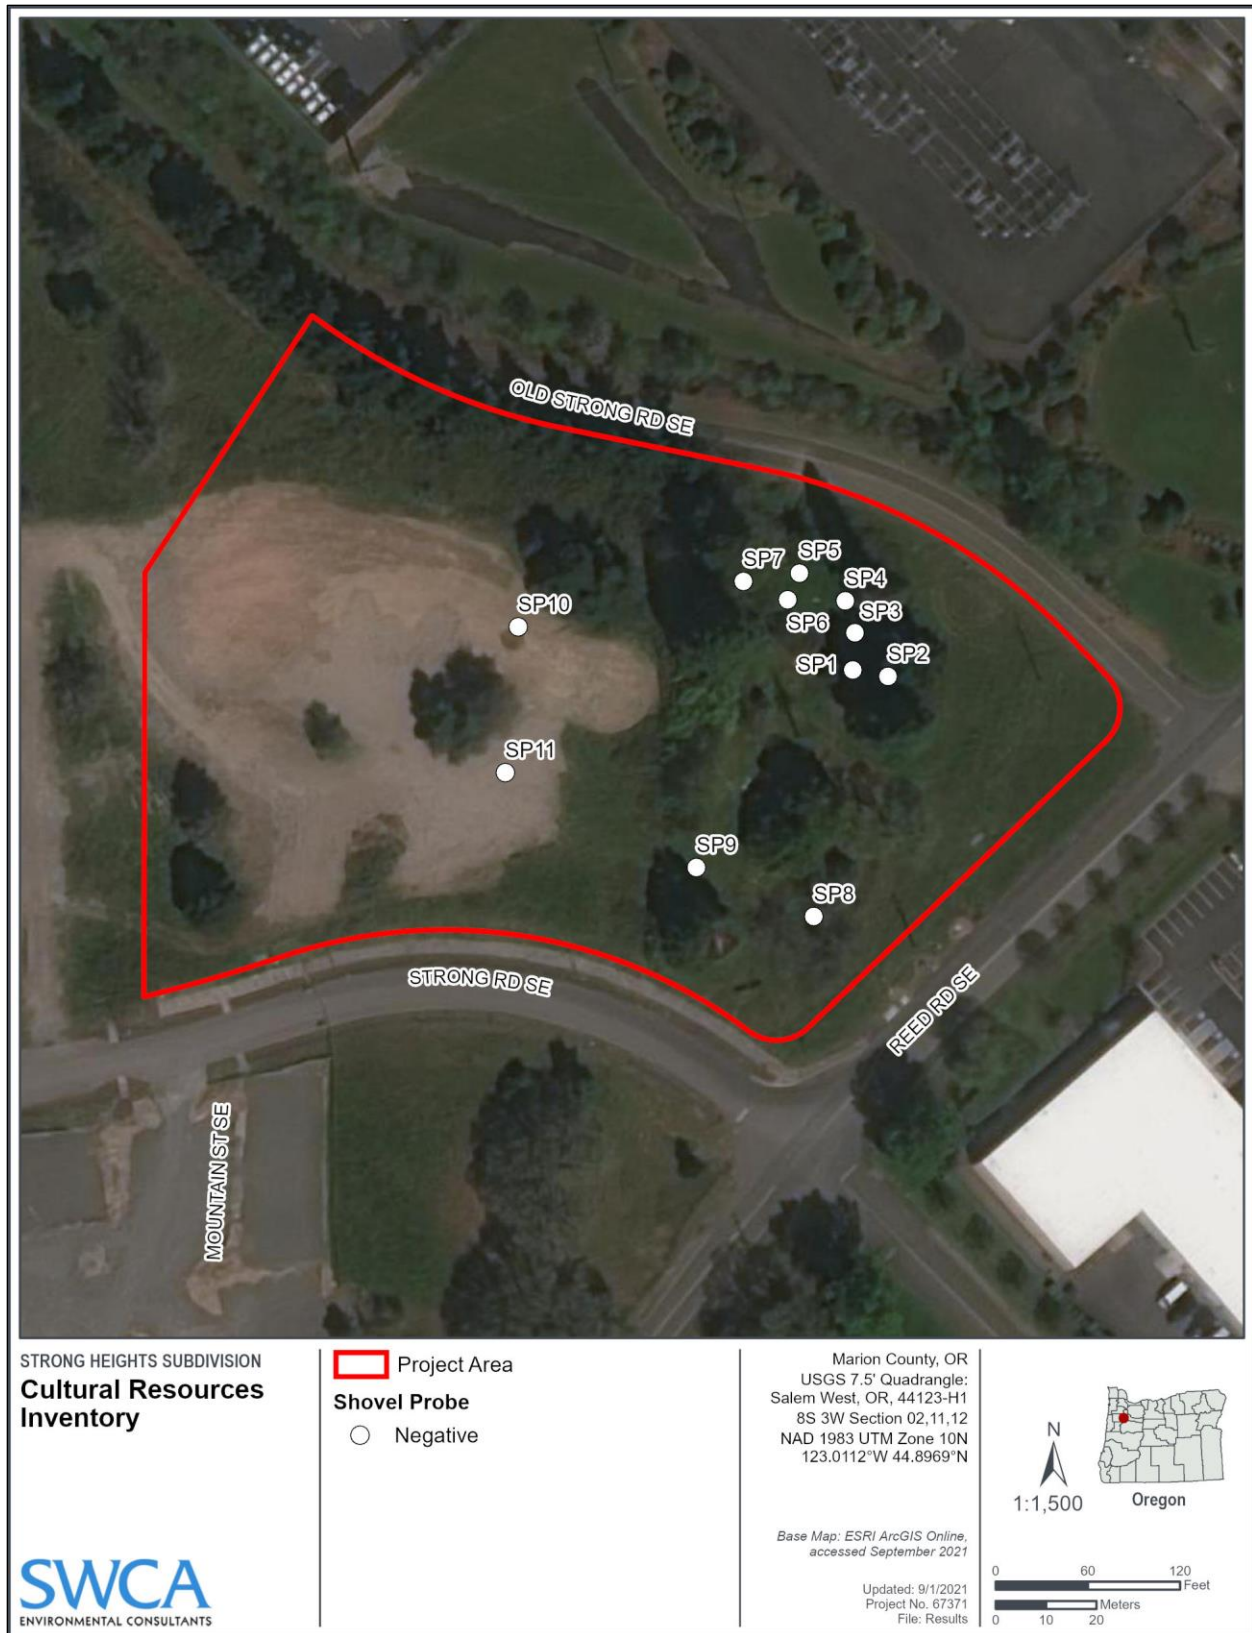 OLD STRONG RD SE
SP7
SP5
SP4
SP10
SP6
SP3
SP1
SP2
SP11
SP9
SP8
STRONG RD SE
REED RD SE
MOUNTAIN ST SE
STRONG HEIGHTS SUBDIVISION
Cultural Resources
Inventory
SWCA
ENVIRONMENTAL CONSULTANTS
Project Area
Shovel Probe
Negative
Marion County, OR
USGS 7.5' Quadrangle:
Salem West, OR, 44123-H1
8S 3W Section 02,11,12
NAD 1983 UTM Zone 10N
123.0112°W 44.8969°N
Base Map: ESRI ArcGIS Online,
accessed September 2021
Updated: 9/1/2021
Project No. 67371
File: Results
N
1:1,500
Oregon
0 60 120
Feet
Meters
0 10 20